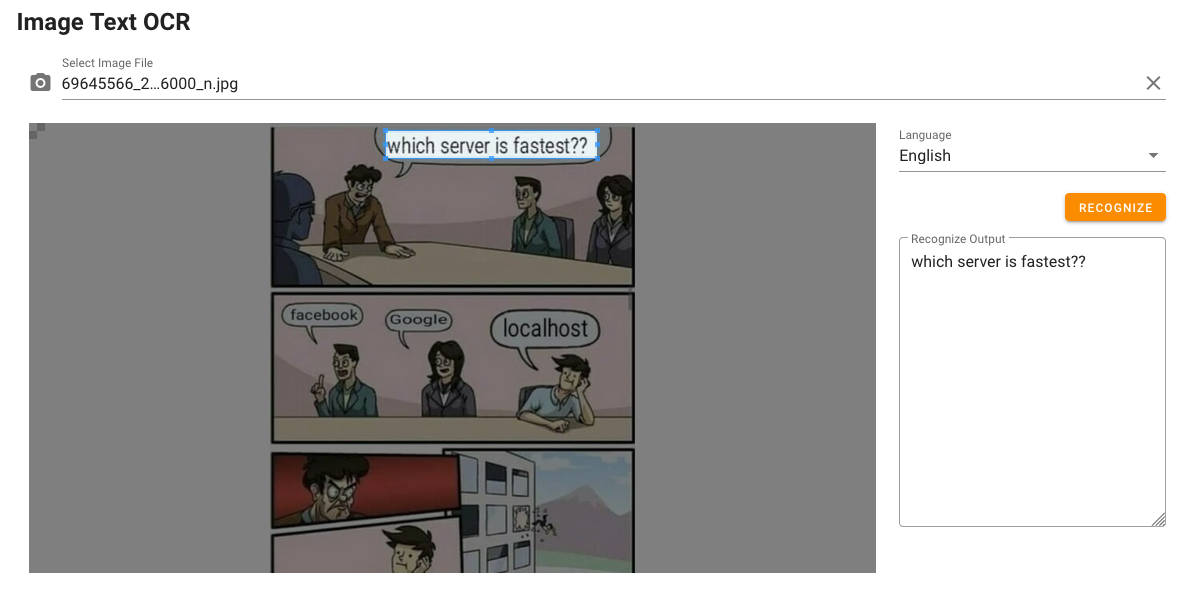 Image Text OCR
Select Image File
69645566_2...6000_n.jpg
which server is fastest??
facebook
Google
localhost
Language
English
RECOGNIZE
Recognize Output
which server is fastest??